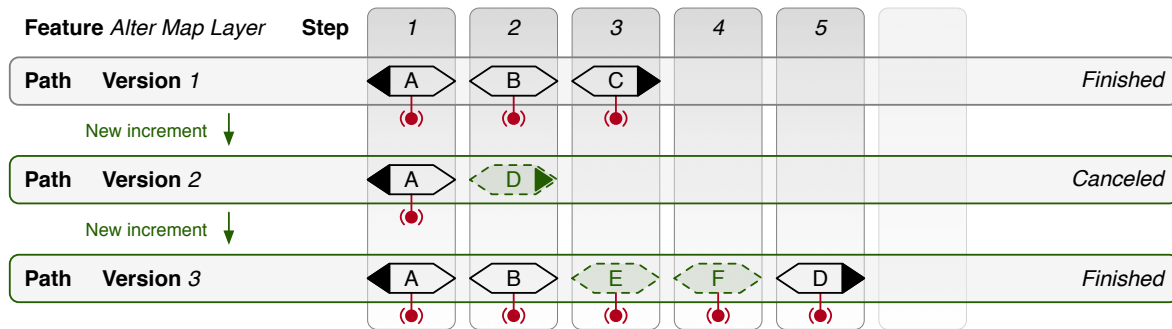 Feature Alter Map Layer Step 1 2 3 4 5
Path Version 1 A B C Finished
New increment
Path Version 2 A D Canceled
New increment
Path Version 3 A B E F D Finished